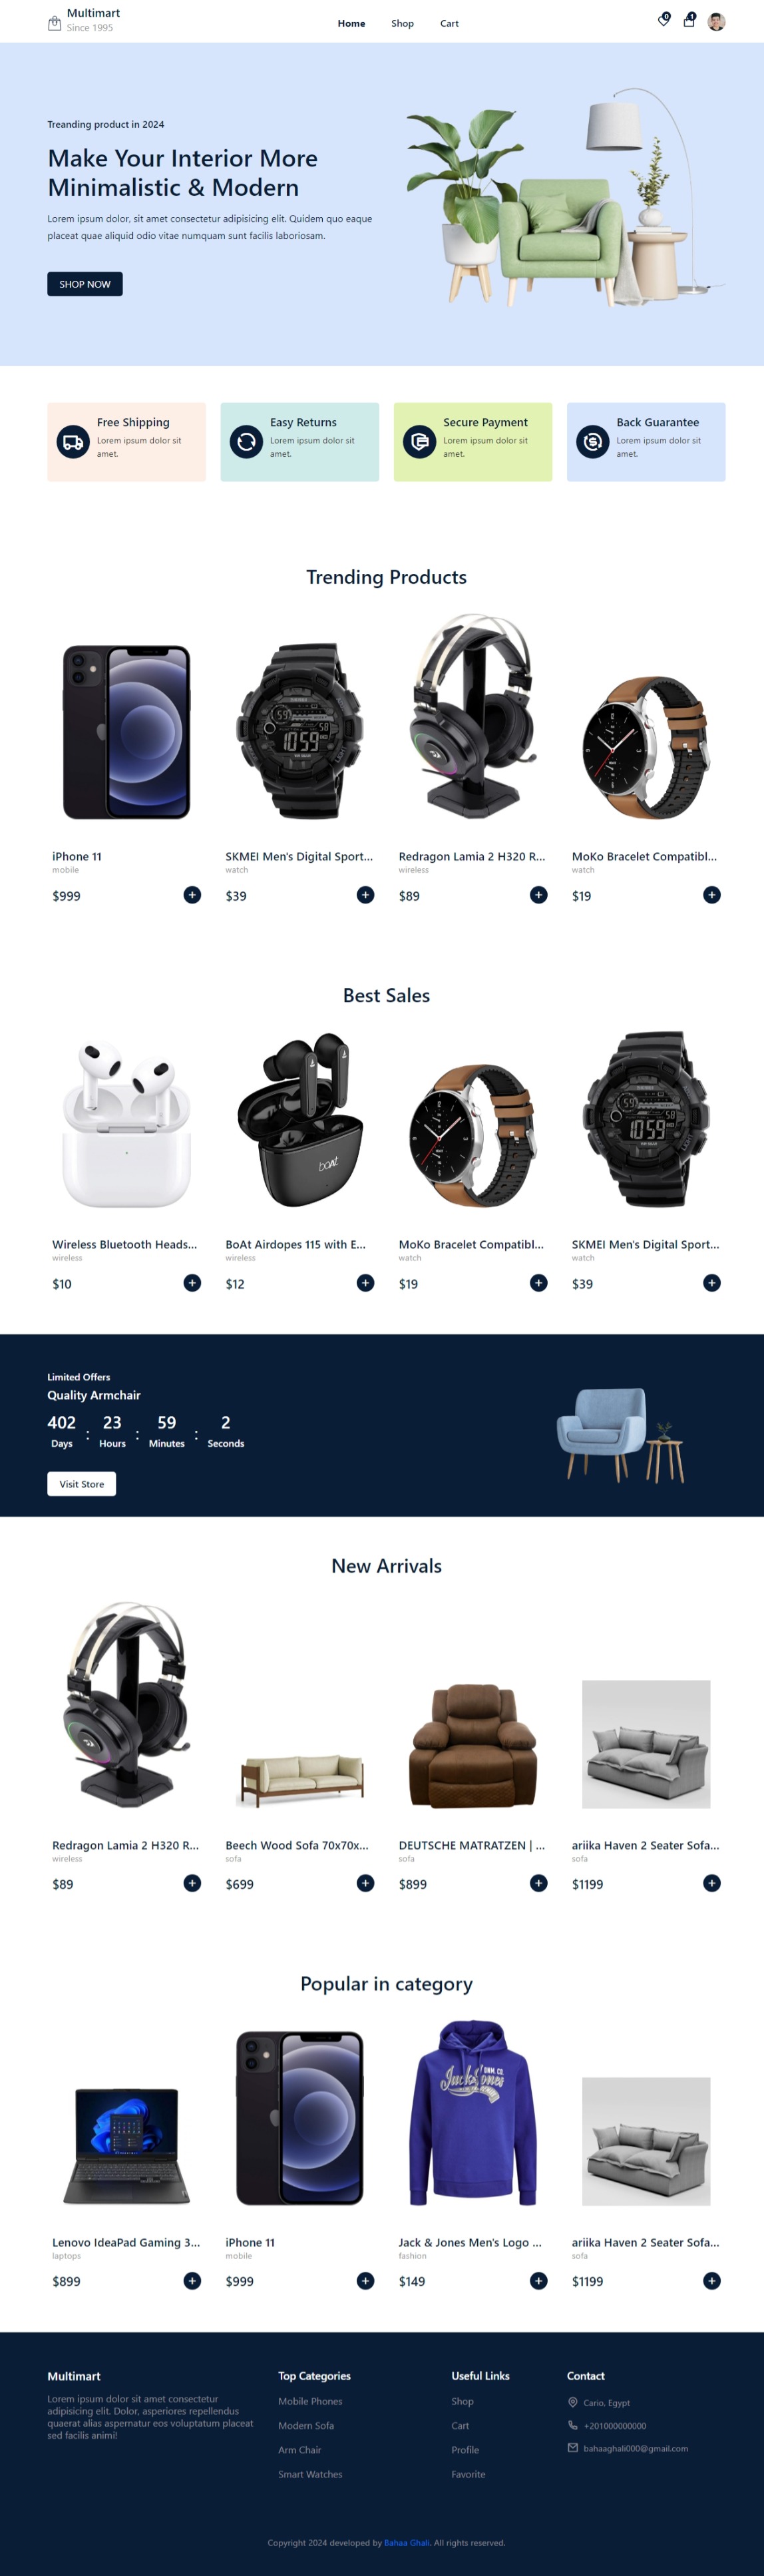 Multimart
Since 1995
Home Shop Cart
0 1
Treanding product in 2024
Make Your Interior More
Minimalistic & Modern
Lorem ipsum dolor, sit amet consectetur adipisicing elit. Quidem quo eaque
placeat quae aliquid odio vitae numquam sunt facilis laboriosam.
SHOP NOW
Free Shipping
Lorem ipsum dolor sit
amet.
Easy Returns
Lorem ipsum dolor sit
amet.
Secure Payment
Lorem ipsum dolor sit
amet.
Back Guarantee
Lorem ipsum dolor sit
amet.
Trending Products
iPhone 11
mobile
$999
SKMEI Men's Digital Sport...
watch
$39
Redragon Lamia 2 H320 R...
wireless
$89
MoKo Bracelet Compatibl...
watch
$19
Best Sales
boAt
Wireless Bluetooth Heads...
wireless
$10
BoAt Airdopes 115 with E...
wireless
$12
MoKo Bracelet Compatibl...
watch
$19
SKMEI Men's Digital Sport...
watch
$39
Limited Offers
Quality Armchair
402 : 23 : 59 : 2
Days Hours Minutes Seconds
Visit Store
New Arrivals
Redragon Lamia 2 H320 R...
wireless
$89
Beech Wood Sofa 70x70x...
sofa
$699
DEUTSCHE MATRATZEN | ...
sofa
$899
ariika Haven 2 Seater Sofa...
sofa
$1199
Popular in category
Jack & Jones
Lenovo IdeaPad Gaming 3...
laptops
$899
iPhone 11
mobile
$999
Jack & Jones Men's Logo ...
fashion
$149
ariika Haven 2 Seater Sofa...
sofa
$1199
Multimart
Lorem ipsum dolor sit amet consectetur
adipisicing elit. Dolor, asperiores repellendus
quaerat alias aspernatur eos voluptatum placeat
sed facilis animi!
Top Categories
Mobile Phones
Modern Sofa
Arm Chair
Smart Watches
Useful Links
Shop
Cart
Profile
Favorite
Contact
Cario, Egypt
+201000000000
bahaaghali000@gmail.com
Copyright 2024 developed by Bahaa Ghali. All rights reserved.